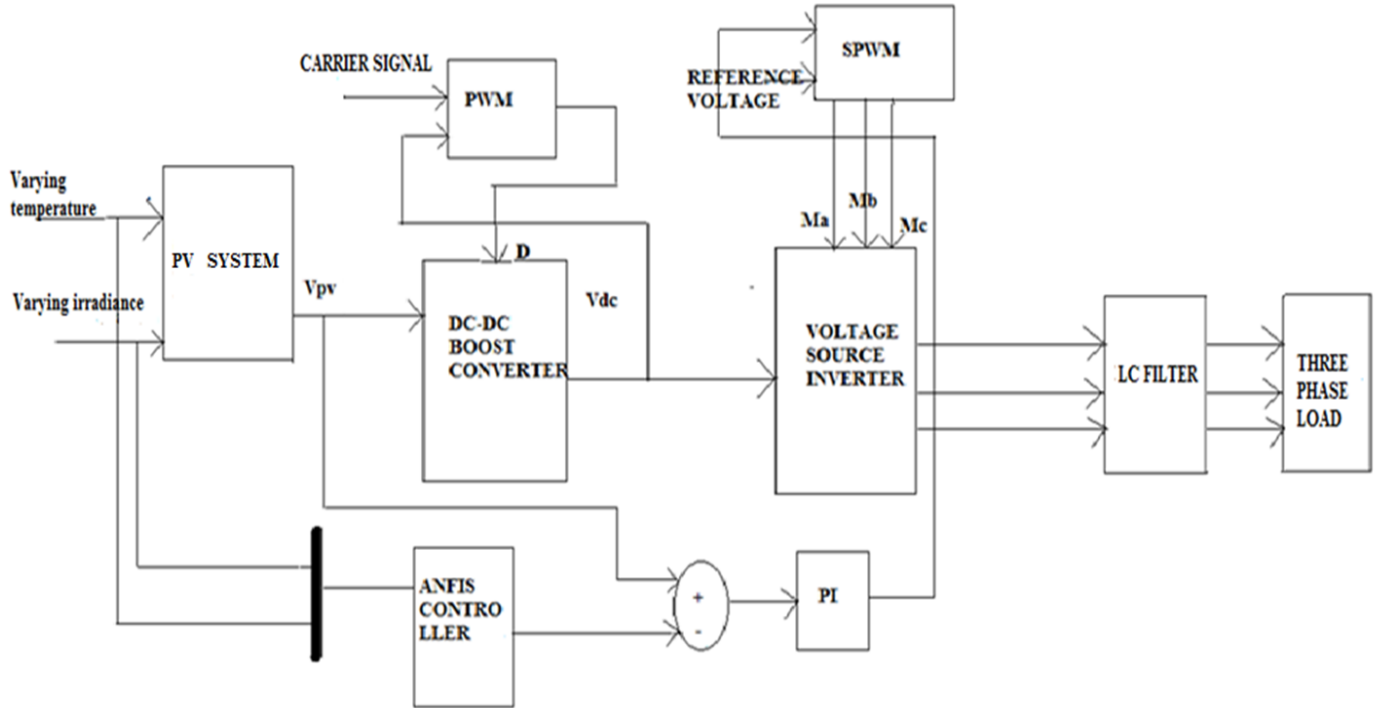 CARRIER SIGNAL
PWM
SPWM
REFERENCE
VOLTAGE
Varying
temperature
PV SYSTEM
Varying irradiance
Vpv
D
DC-DC
BOOST
CONVERTER
Vdc
Ma
Mb
Mc
VOLTAGE
SOURCE
INVERTER
LC FILTER
THREE
PHASE
LOAD
ANFIS
CONTRO
LLER
+
-
PI